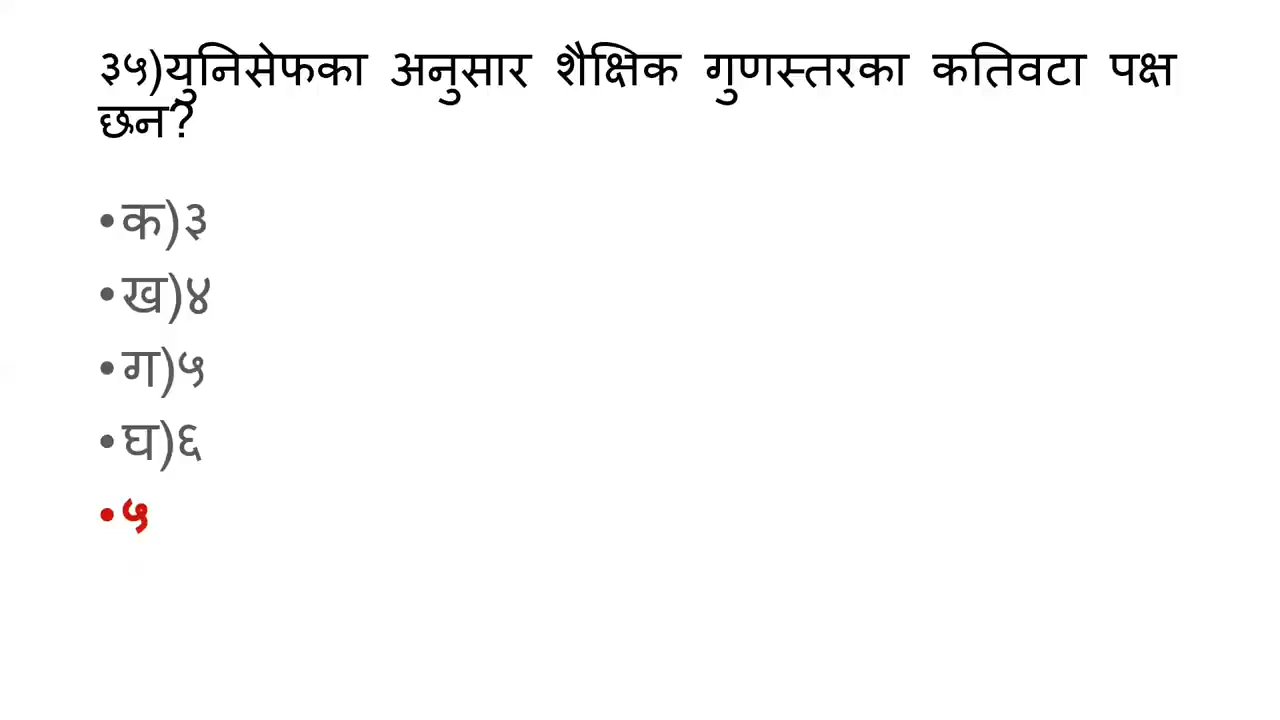 ३५)युनिसेफका अनुसार शैक्षिक गुणस्तरका कतिवटा पक्ष
छन?
•क)३
•ख)४
•ग)५
•घ)६
•५